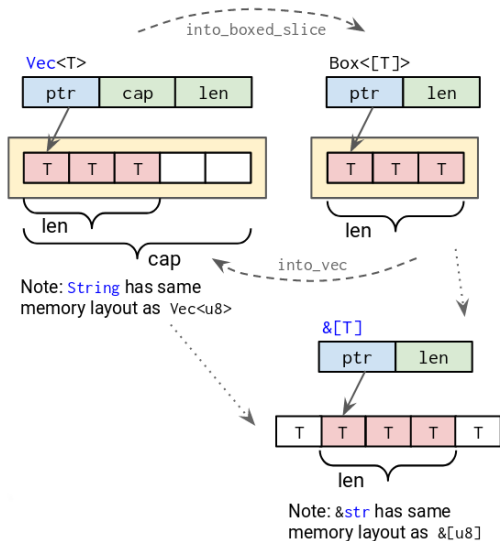 into_boxed_slice
Vec<T>
Box<[T]>
ptr cap len
ptr len
T T T
T T T
len
len
cap
into_vec
Note: String has same
memory layout as Vec<u8>
&[T]
ptr len
T T T T T
len
Note: &str has same
memory layout as &[u8]